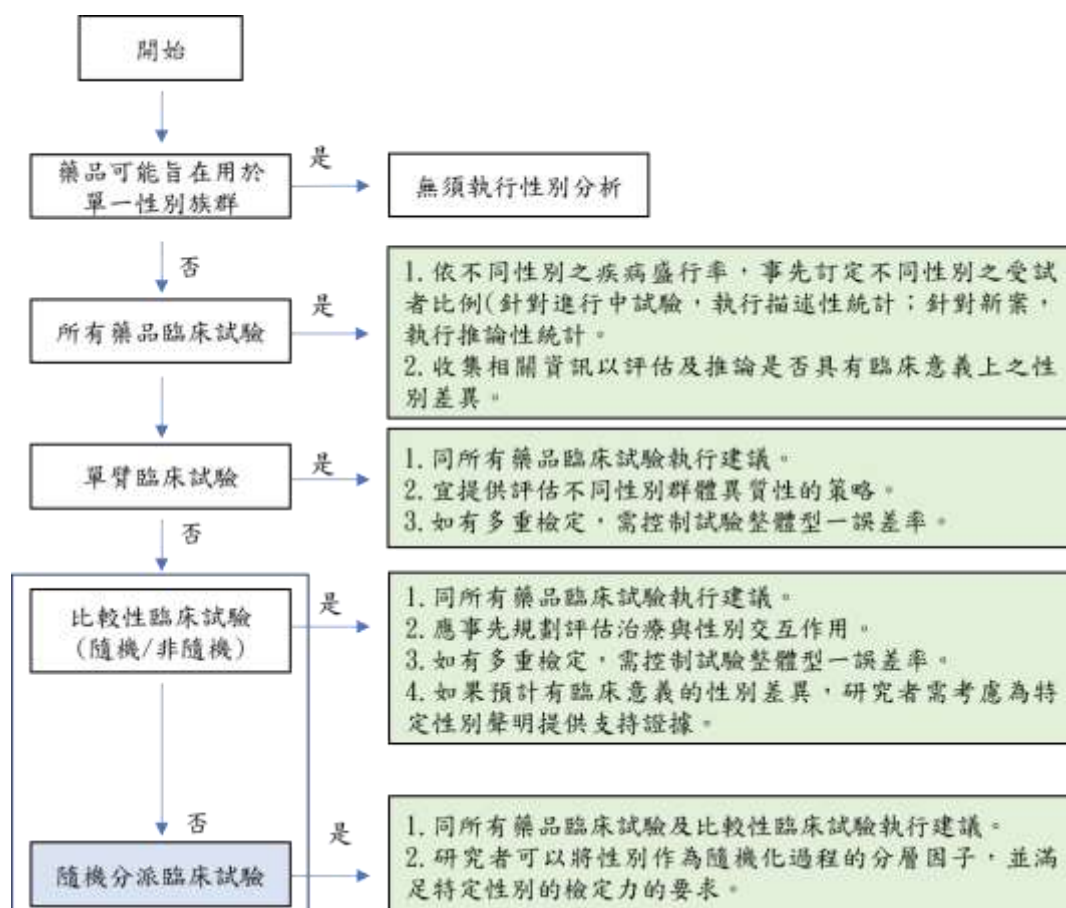 開始
是
藥品可能旨在用於
單一性別族群
無須執行性別分析
否
是
所有藥品臨床試驗
1. 依不同性別之疾病盛行率，事先訂定不同性別之受試
者比例(針對進行中試驗，執行描述性統計；針對新案，
執行推論性統計。
2. 收集相關資訊以評估及推論是否具有臨床意義上之性
別差異。
單臂臨床試驗
是
1. 同所有藥品臨床試驗執行建議。
2. 宜提供評估不同性別群體異質性的策略。
3. 如有多重檢定，需控制試驗整體型一誤差率。
否
比較性臨床試驗
(隨機/非隨機)
是
1. 同所有藥品臨床試驗執行建議。
2. 應事先規劃評估治療與性別交互作用。
3. 如有多重檢定，需控制試驗整體型一誤差率。
4. 如果預計有臨床意義的性別差異，研究者需考慮為特
定性別聲明提供支持證據。
否
是
隨機分派臨床試驗
1. 同所有藥品臨床試驗及比較性臨床試驗執行建議。
2. 研究者可以將性別作為隨機化過程的分層因子，並滿
足特定性別的檢定力的要求。